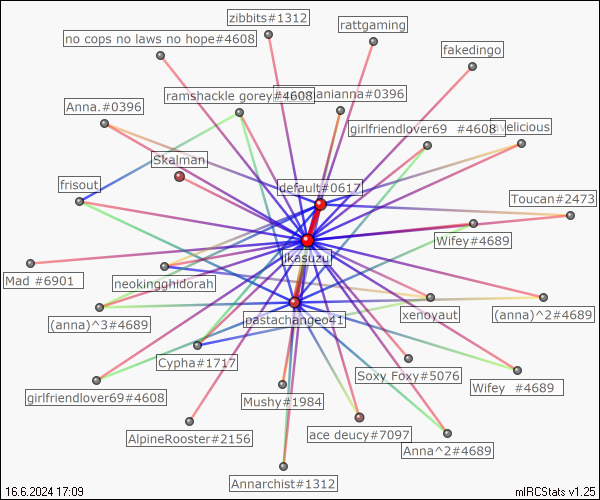 zibbits#1312
rattgaming
no cops no laws no hope#4608
fakedingo
ramshackle gorey#4608
anianna#0396
Anna.#0396
girlfriendlover69 #4608
velicious
Skalman
default#0617
frisout
Toucan#2473
Wifey#4689
jkasuzu
Mad #6901
neokingghidorah
(anna)^3#4689
pastachangeo41
xenoyaut
(anna)^2#4689
Cypha#1717
Soxy Foxy#5076
Wifey  #4689
girlfriendlover69#4608
Mushy#1984
AlpineRooster#2156
ace deucy#7097
Anna^2#4689
Annarchist#1312
16.6.2024 17:09
mIRCStats v1.25